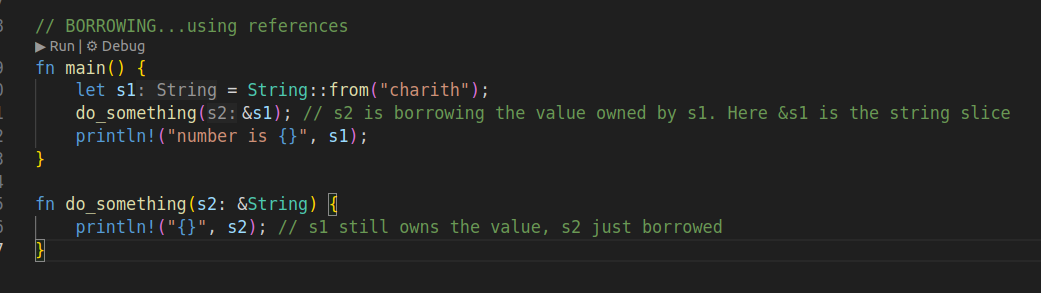 // BORROWING...using references
▶ Run | ⚙ Debug
fn main() {
    let s1: String = String::from("charith");
    do_something(s2: &s1); // s2 is borrowing the value owned by s1. Here &s1 is the string slice
    println!("number is {}", s1);
}
fn do_something(s2: &String) {
    println!("{}", s2); // s1 still owns the value, s2 just borrowed
}